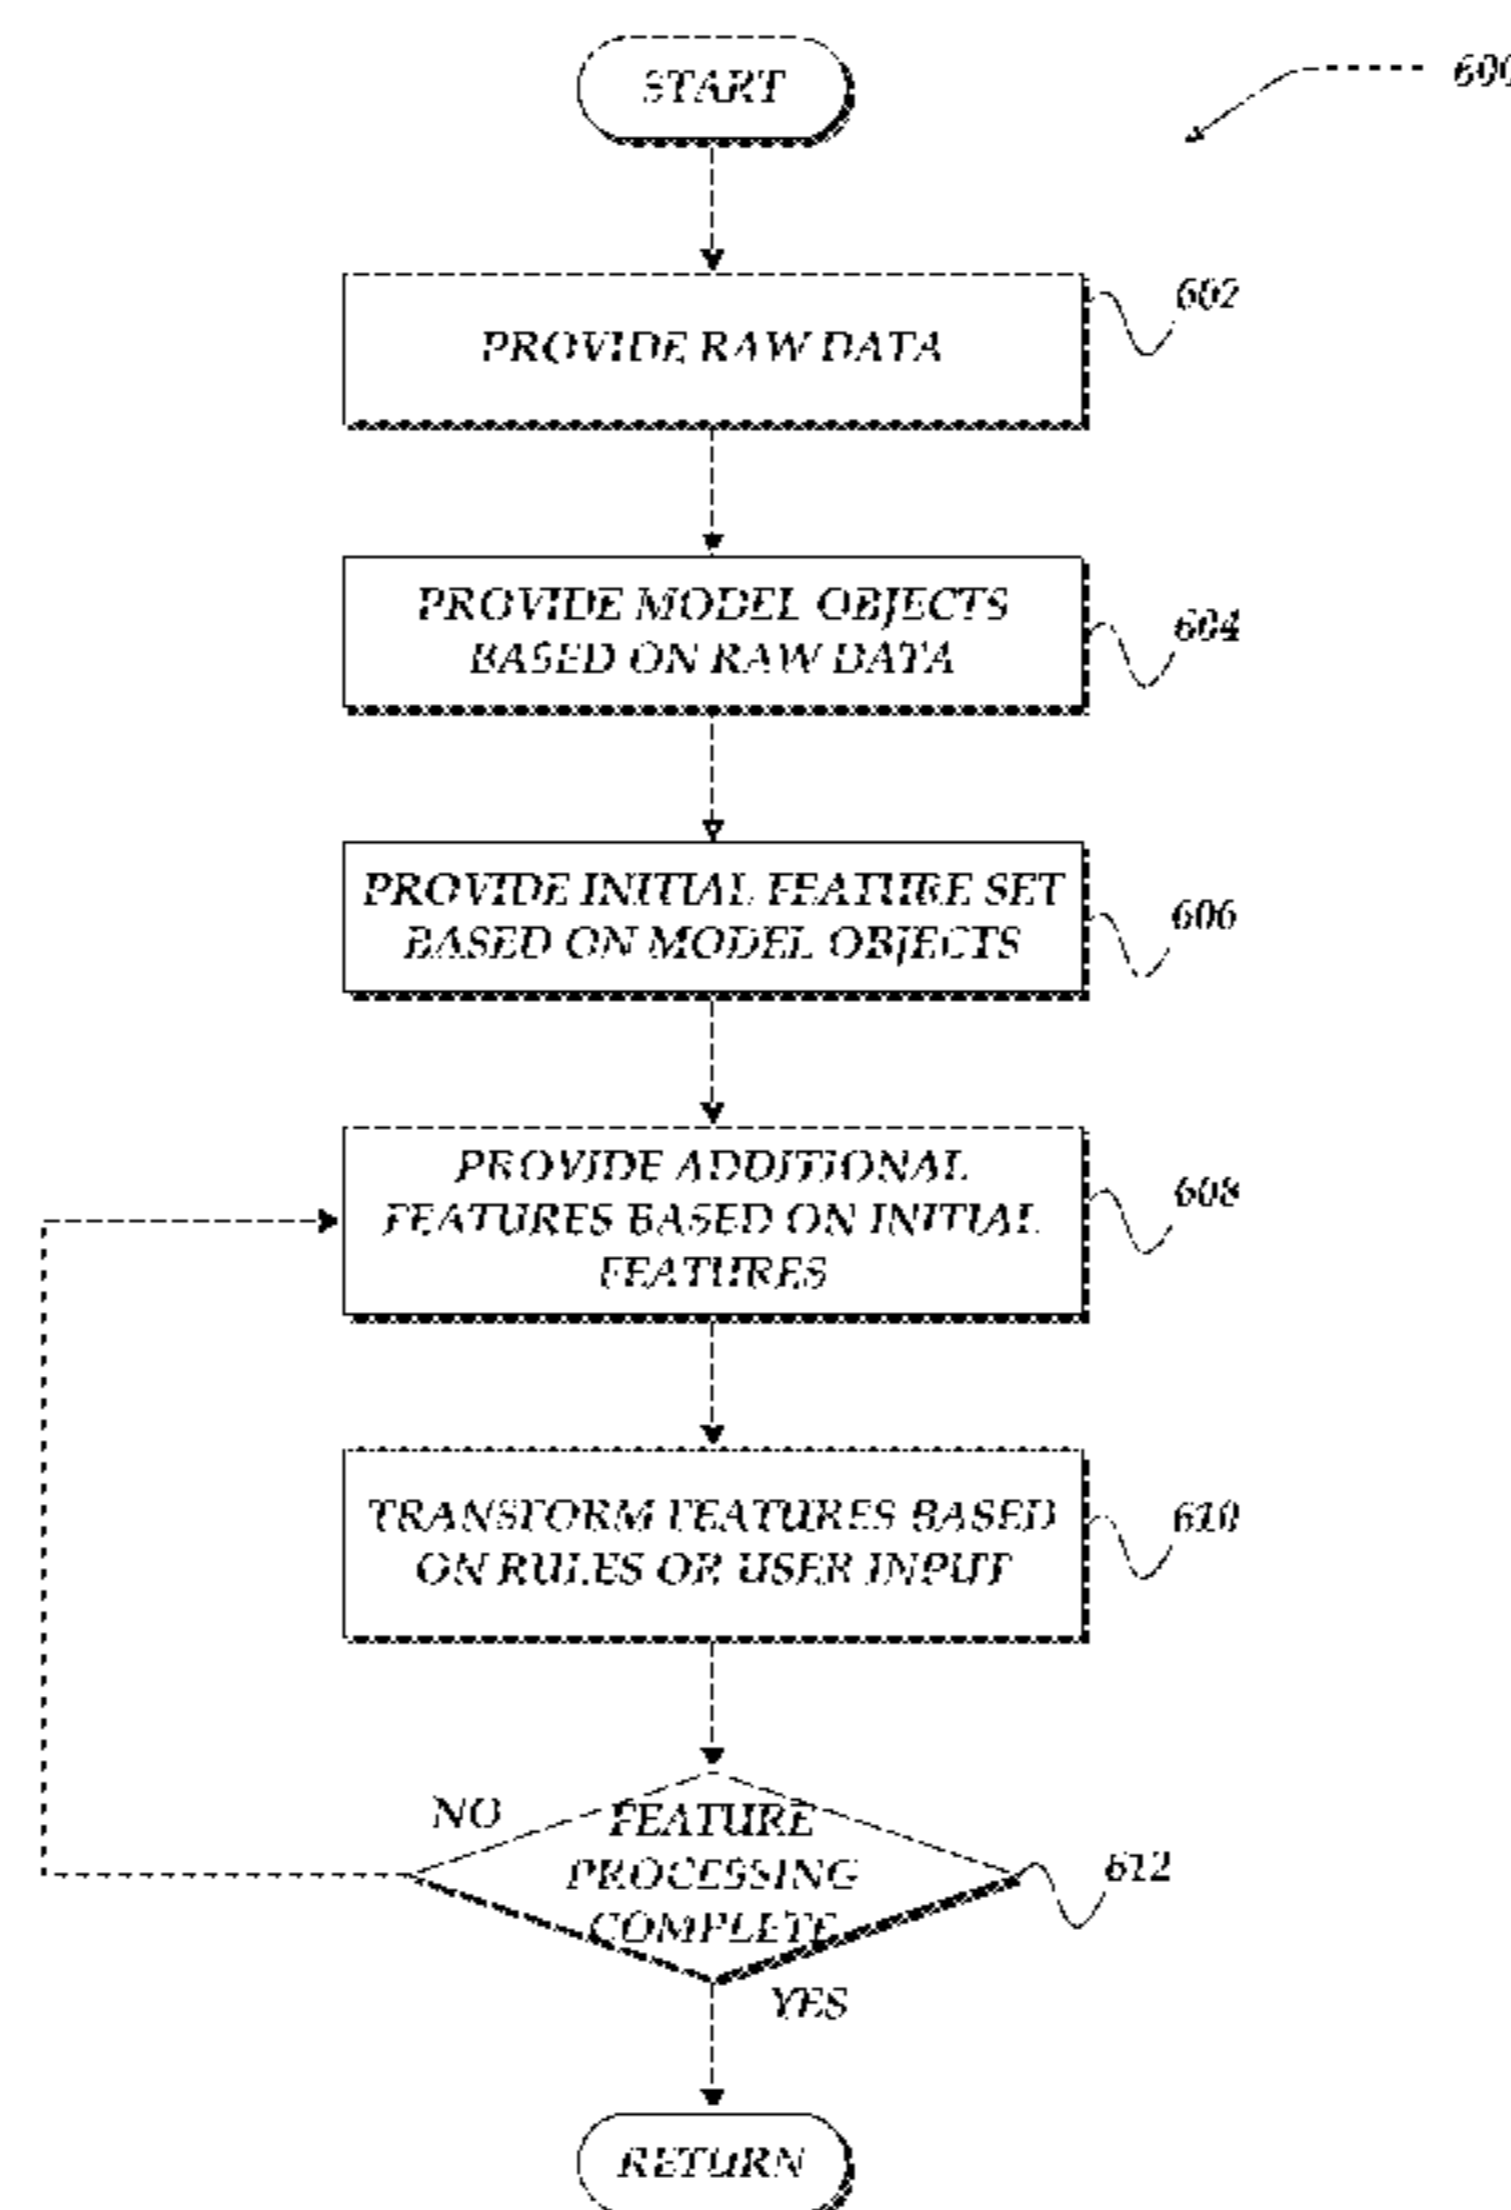 START
600
PROVIDE RAW DATA
602
PROVIDE MODEL OBJECTS
BASED ON RAW DATA
604
PROVIDE INITIAL FEATURE SET
BASED ON MODEL OBJECTS
606
PROVIDE ADDITIONAL
FEATURES BASED ON INITIAL
FEATURES
608
TRANSFORM FEATURES BASED
ON RULES OR USER INPUT
610
NO
FEATURE
PROCESSING
COMPLETE
612
YES
RETURN